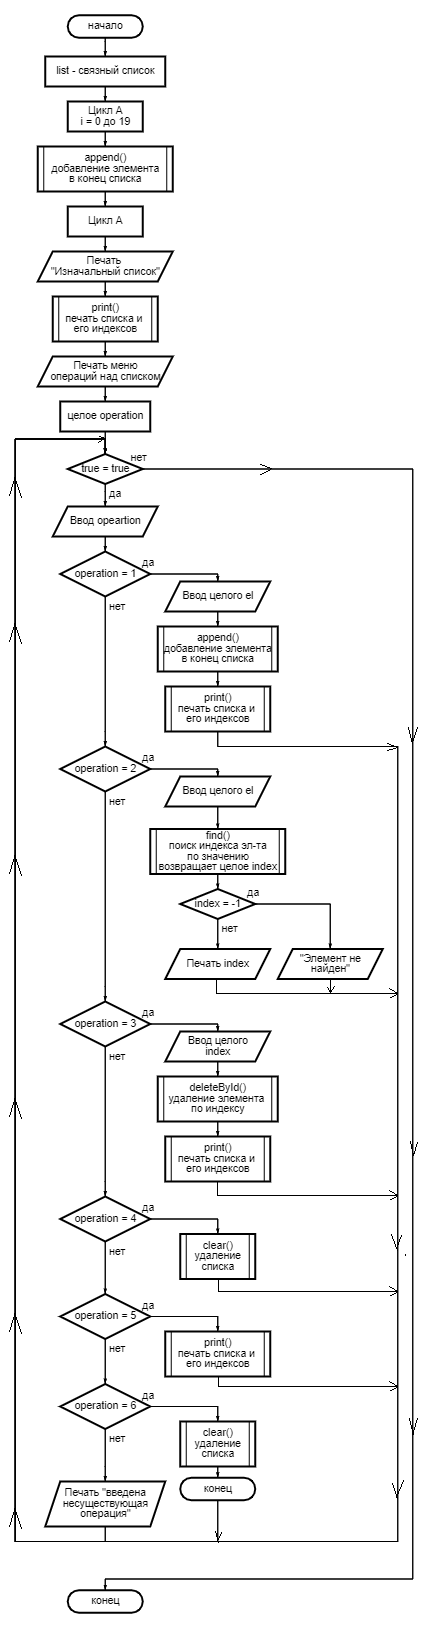 начало
list - связный список
Цикл А
i = 0 до 19
append()
добавление элемента
в конец списка
Цикл А
Печать
"Изначальный список"
print()
печать списка и
его индексов
Печать меню
операций над списком
целое operation
true = true
нет
да
Ввод opeartion
operation = 1
да
нет
Ввод целого el
append()
добавление элемента
в конец списка
print()
печать списка и
его индексов
operation = 2
да
нет
Ввод целого el
find()
поиск индекса эл-та
по значению
возвращает целое index
index = -1
да
нет
Печать index
"Элемент не
найден"
operation = 3
да
нет
Ввод целого
index
deleteById()
удаление элемента
по индексу
print()
печать списка и
его индексов
operation = 4
да
нет
clear()
удаление
списка
operation = 5
да
нет
print()
печать списка и
его индексов
operation = 6
да
нет
clear()
удаление
списка
конец
Печать "введена
несуществующая
операция"
конец